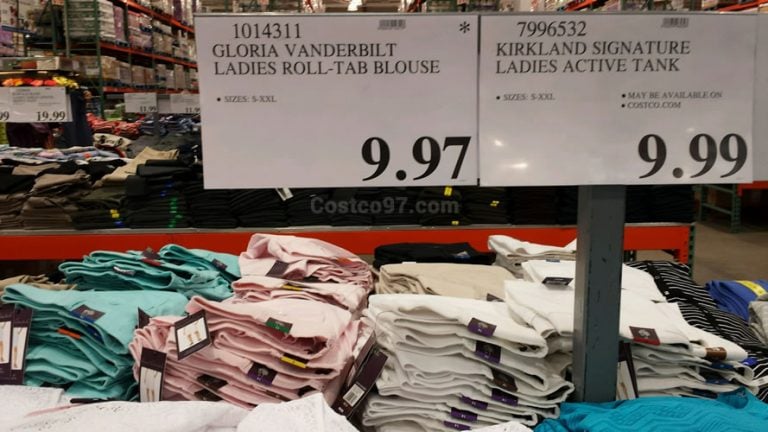 1014311 *
GLORIA VANDERBILT
LADIES ROLL-TAB BLOUSE
• SIZES: S-XXL
9.97
7996532
KIRKLAND SIGNATURE
LADIES ACTIVE TANK
• SIZES: S-XXL
• MAY BE AVAILABLE ON
• COSTCO.COM
9.99
19.99
Costco97.com